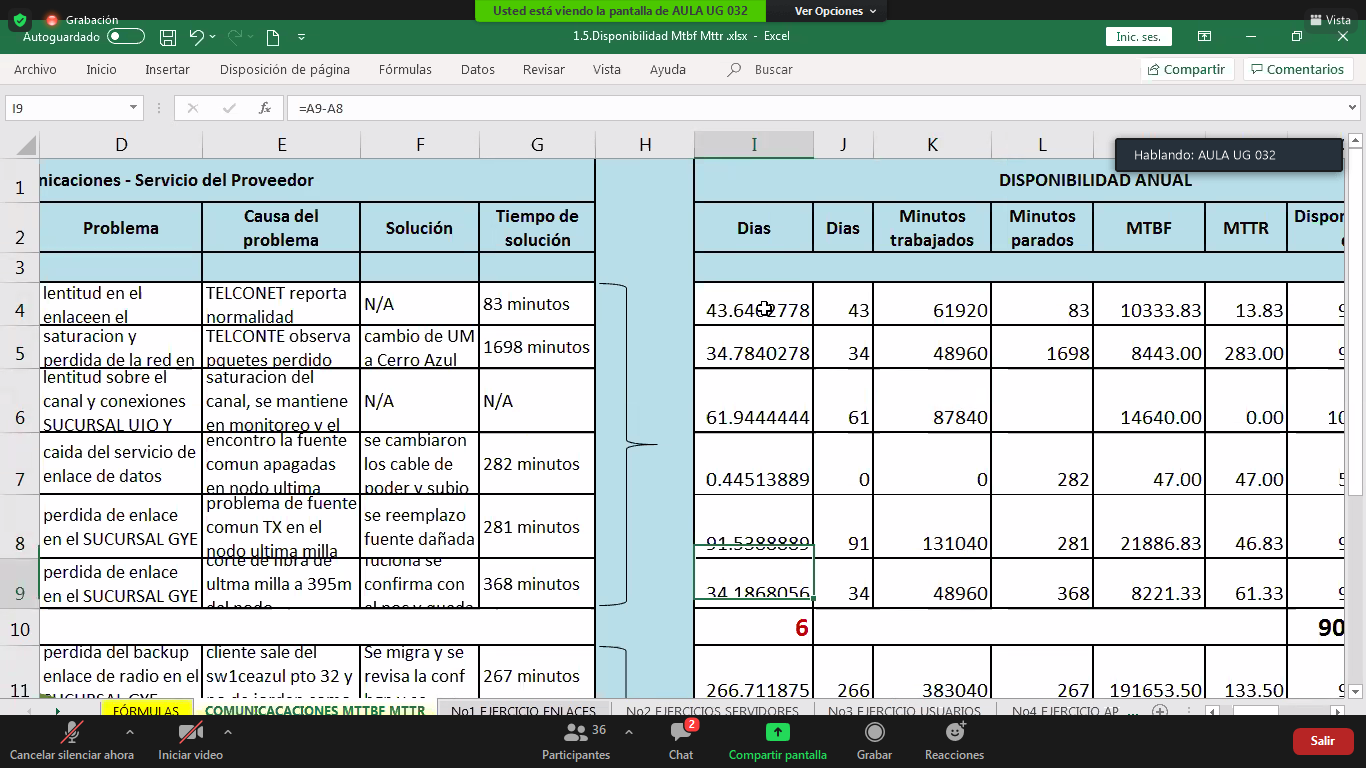 Grabación
Usted está viendo la pantalla de AULA UG 032
Ver Opciones
Vista
Autoguardado
1.5.Disponibilidad Mtbf Mttr .xlsx - Excel
Inic. ses.
Archivo Inicio Insertar Disposición de página Fórmulas Datos Revisar Vista Ayuda Buscar Compartir Comentarios
I9 fx =A9-A8
D E F G H I J K L
Hablando: AULA UG 032
1 nicaciones - Servicio del Proveedor DISPONIBILIDAD ANUAL
2 Problema Causa del problema Solución Tiempo de solución Dias Dias Minutos trabajados Minutos parados MTBF MTTR Dispon
3
4 lentitud en el enlaceen el TELCONET reporta normalidad N/A 83 minutos 43.6402778 43 61920 83 10333.83 13.83 9
5 saturacion y perdida de la red en TELCONTE observa pquetes perdido cambio de UM a Cerro Azul 1698 minutos 34.7840278 34 48960 1698 8443.00 283.00 9
6 lentitud sobre el canal y conexiones SUCURSAL UIO Y saturacion del canal, se mantiene en monitoreo y el N/A N/A 61.9444444 61 87840 14640.00 0.00 10
7 caida del servicio de enlace de datos encontro la fuente comun apagadas en nodo ultima se cambiaron los cable de poder y subio 282 minutos 0.44513889 0 0 282 47.00 47.00 5
8 perdida de enlace en el SUCURSAL GYE problema de fuente comun TX en el nodo ultima milla se reemplazo fuente dañada 281 minutos 91.5388889 91 131040 281 21886.83 46.83 9
9 perdida de enlace en el SUCURSAL GYE corte de fibra de ultma milla a 395m del nodo ruciona se confirma con 368 minutos 34.1868056 34 48960 368 8221.33 61.33 9
10 6 90
11 perdida del backup enlace de radio en el SUCURSAL GYE cliente sale del sw1ceazul pto 32 y Se migra y se revisa la conf 267 minutos 266.711875 266 383040 267 191653.50 133.50 9
FÓRMULAS COMUNICACACIONES MTTBF MTTR No1 EJERCICIO ENLACES No2 EJERCICIOS SERVIDORES No3 EJERCICIO USUARIOS No4 EJERCICIO AP ...
36
2
Cancelar silenciar ahora Iniciar video Participantes Chat Compartir pantalla Grabar Reacciones Salir